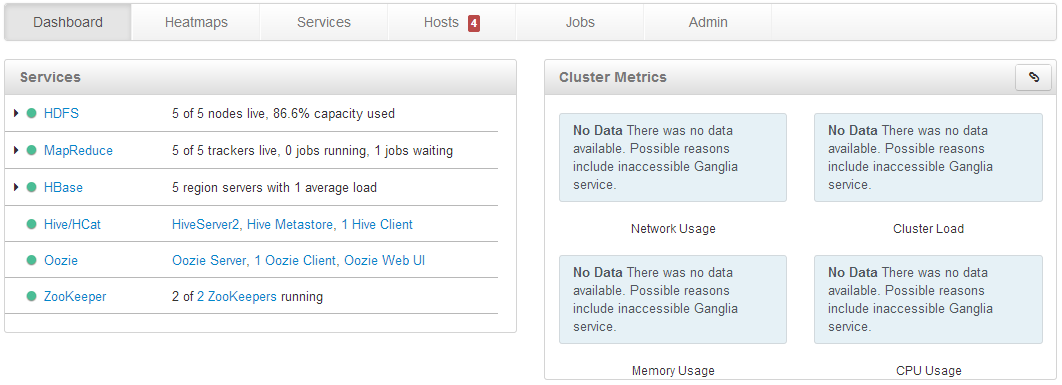 Dashboard Heatmaps Services Hosts 4 Jobs Admin
Services
HDFS 5 of 5 nodes live, 86.6% capacity used
MapReduce 5 of 5 trackers live, 0 jobs running, 1 jobs waiting
HBase 5 region servers with 1 average load
Hive/HCat HiveServer2, Hive Metastore, 1 Hive Client
Oozie Oozie Server, 1 Oozie Client, Oozie Web UI
ZooKeeper 2 of 2 ZooKeepers running
Cluster Metrics
No Data There was no data
available. Possible reasons
include inaccessible Ganglia
service.
Network Usage
No Data There was no data
available. Possible reasons
include inaccessible Ganglia
service.
Cluster Load
No Data There was no data
available. Possible reasons
include inaccessible Ganglia
service.
Memory Usage
No Data There was no data
available. Possible reasons
include inaccessible Ganglia
service.
CPU Usage